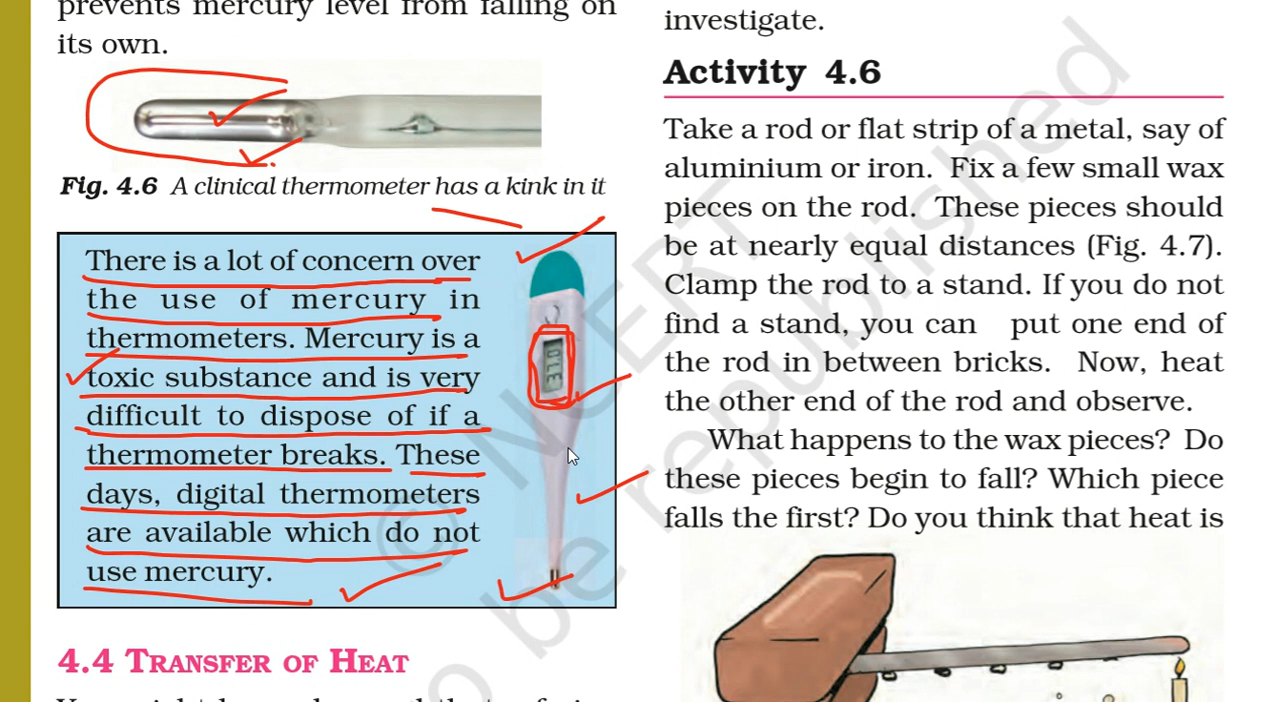 prevents mercury level from falling on
its own.
Fig. 4.6 A clinical thermometer has a kink in it
There is a lot of concern over
the use of mercury in
thermometers. Mercury is a
toxic substance and is very
difficult to dispose of if a
thermometer breaks. These
days, digital thermometers
are available which do not
use mercury.
4.4 TRANSFER OF HEAT
investigate.
Activity 4.6
Take a rod or flat strip of a metal, say of
aluminium or iron. Fix a few small wax
pieces on the rod. These pieces should
be at nearly equal distances (Fig. 4.7).
Clamp the rod to a stand. If you do not
find a stand, you can put one end of
the rod in between bricks. Now, heat
the other end of the rod and observe.
What happens to the wax pieces? Do
these pieces begin to fall? Which piece
falls the first? Do you think that heat is
© NCERT
to be republished